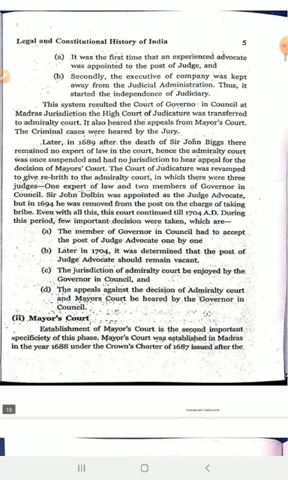 Legal and Constitutional History of India 5
(a) It was the first time that an experienced advocate
was appointed to the post of Judge, and
(b) Secondly, the executive of company was kept
away from the Judicial Administration. Thus, it
started the independence of Judiciary.
This system resulted the Court of Governo in Council at
Madras Jurisdiction the High Court of Judicature was transferred
to admiralty court. It also heared the appeals from Mayor's Court.
The Criminal cases were heared by the Jury.
Later, in 1689 after the death of Sir John Biggs there
remained no expert of law in the court, hence the admiralty court
was once suspended and had no jurisdiction to hear appeal for the
decision of Mayors' Court. The Court of Judicature was revamped
to give re-brith to the admiralty court, in which there were three
judges—One expert of law and two members of Governor in
Council. Sir John Dolbin was appointed as the Judge Advocate,
but in 1694 he was removed from the post on the charge of taking
bribe. Even with all this, this court continued till 1704 A.D. During
this period, few important decision were taken, which are—
(a) The member of Governor in Council had to accept
the post of Judge Advocate one by one
(b) Later in 1704, it was determined that the post of
Judge Advocate should remain vacant.
(c) The jurisdiction of admiralty court be enjoyed by the
Governor in Council, and
(d) The appeals against the decision of Admiralty court
and Mayors Court be heared by the Governor in
Council.
(ii) Mayor's Court
Establishment of Mayor's Court is the second important
specificiety of this phase. Mayor's Court was established in Madras
in the year 1688 under the Crown's Charter of 1687 issued after the
19